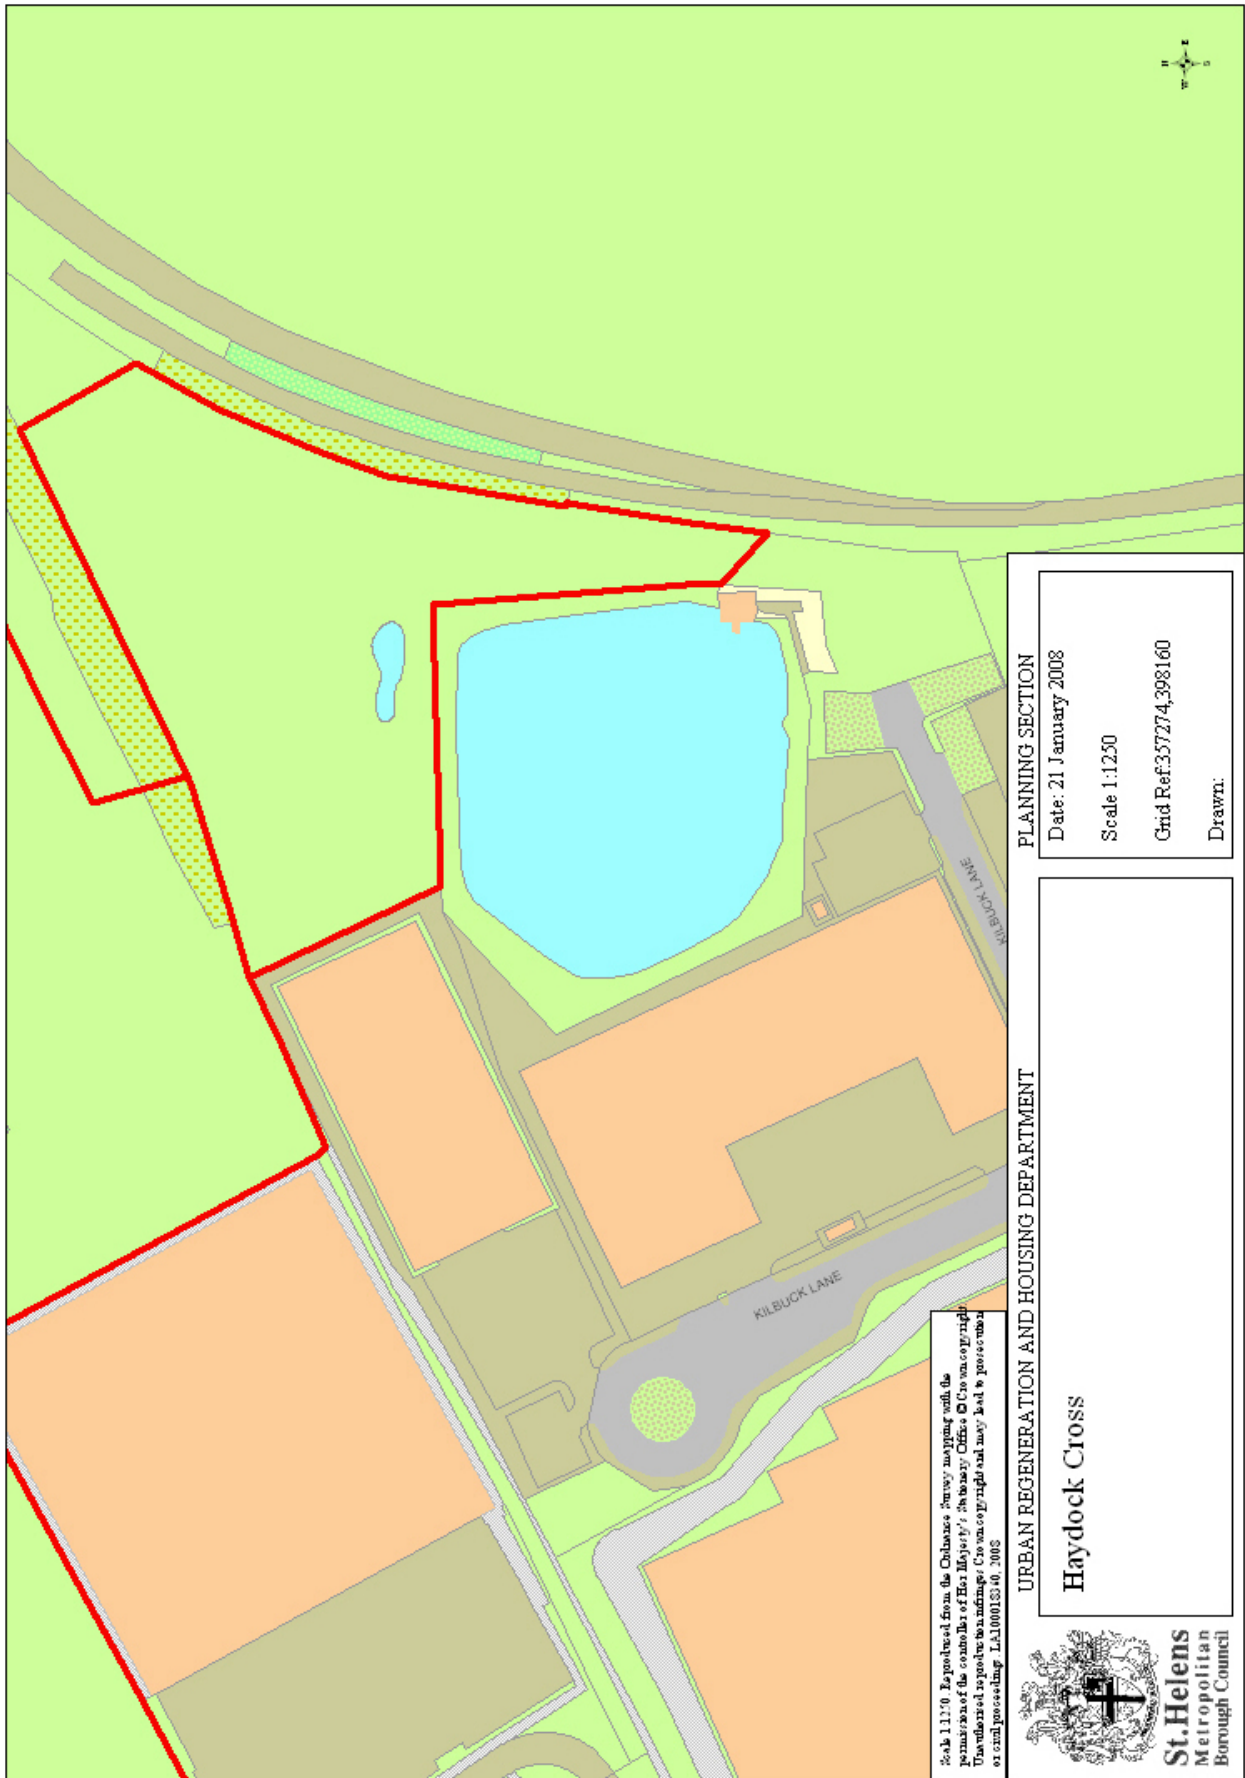 N
E
S
W
KILBUCK LANE
KILBUCK LANE
Scale 1:1250. Reproduced from the Ordnance Survey mapping with the
permission of the controller of Her Majesty's Stationery Office © Crown copyright
Unauthorised reproduction infringes Crown copyright and may lead to prosecution
or civil proceedings. LA100018340, 2008
URBAN REGENERATION AND HOUSING DEPARTMENT
PLANNING SECTION
Haydock Cross
Date: 21 January 2008
Scale 1:1250
Grid Ref:357274,398160
Drawn:
St.Helens
Metropolitan
Borough Council